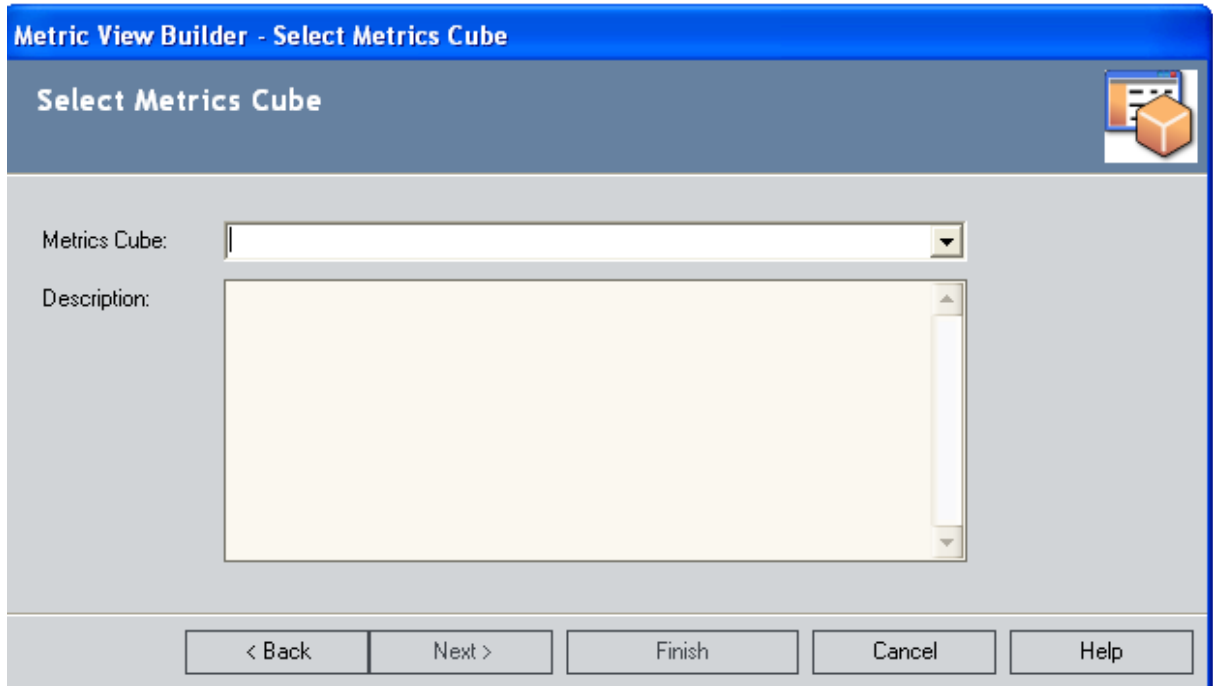 Metric View Builder - Select Metrics Cube
Select Metrics Cube
Metrics Cube:
Description:
< Back Next > Finish Cancel Help